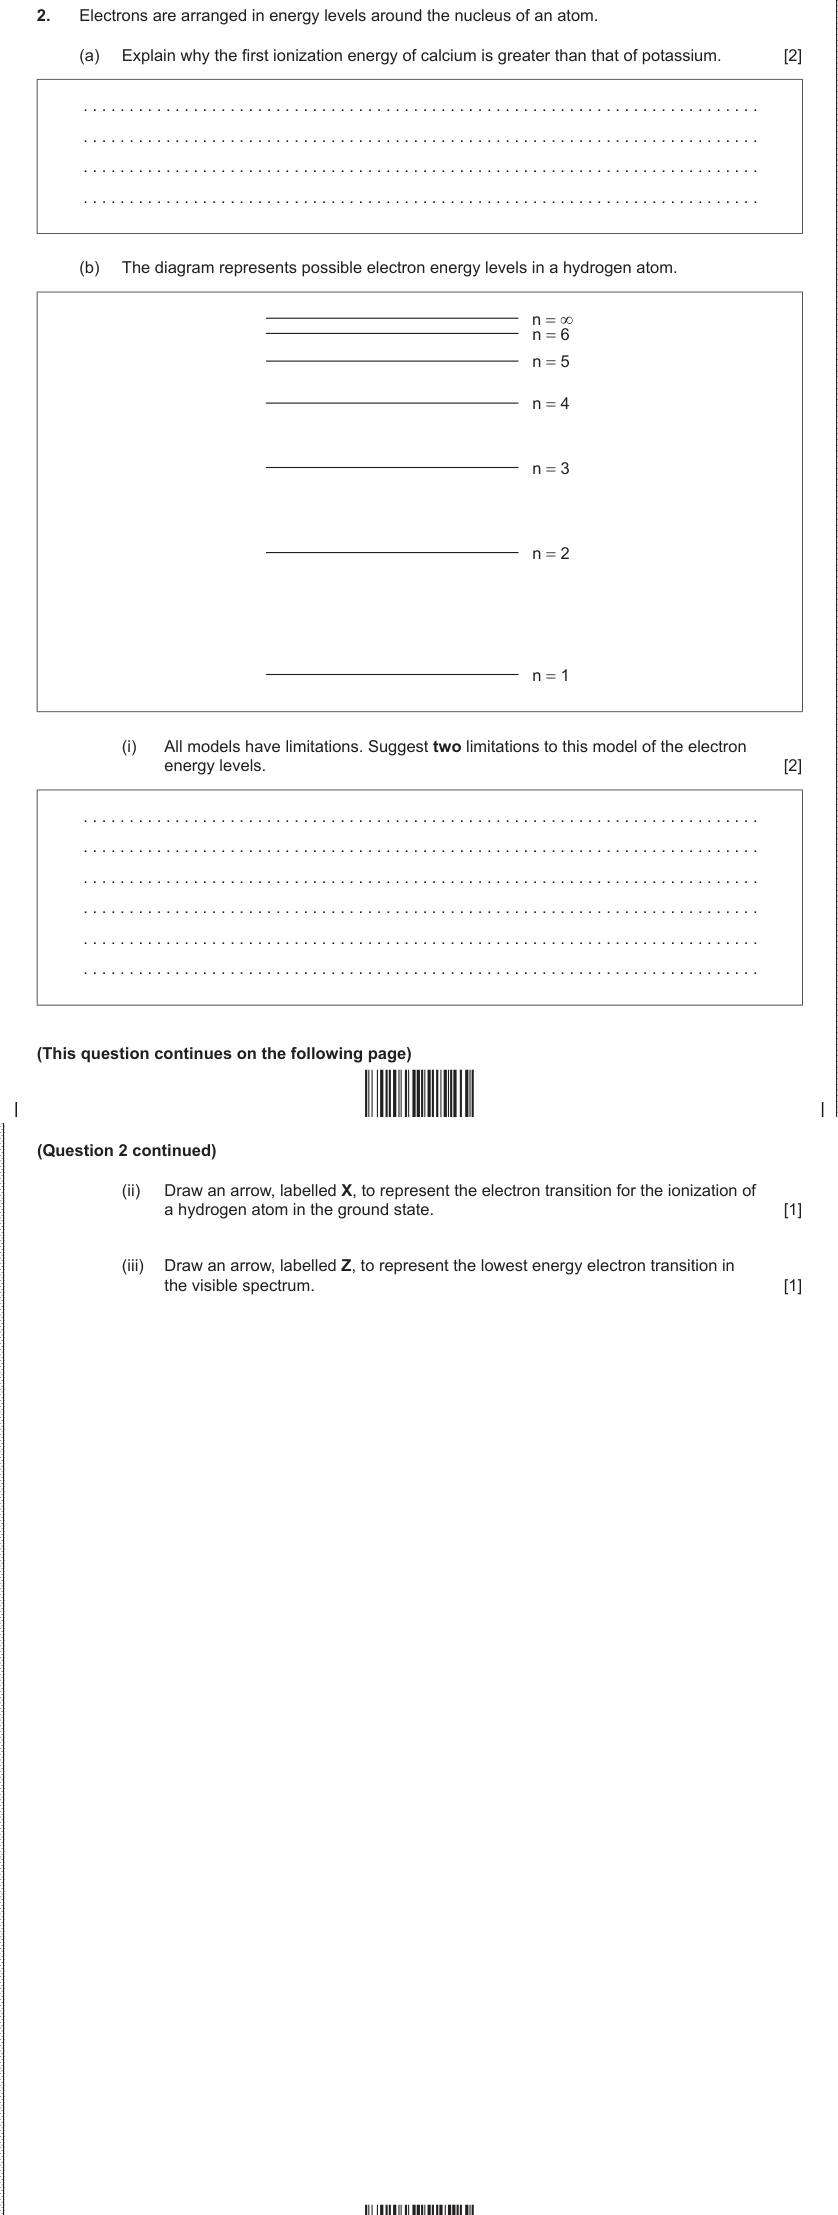 2. Electrons are arranged in energy levels around the nucleus of an atom.
(a) Explain why the first ionization energy of calcium is greater than that of potassium. [2]
(b) The diagram represents possible electron energy levels in a hydrogen atom.
n = ∞
n = 6
n = 5
n = 4
n = 3
n = 2
n = 1
(i) All models have limitations. Suggest two limitations to this model of the electron
energy levels. [2]
(This question continues on the following page)
(Question 2 continued)
(ii) Draw an arrow, labelled X, to represent the electron transition for the ionization of
a hydrogen atom in the ground state. [1]
(iii) Draw an arrow, labelled Z, to represent the lowest energy electron transition in
the visible spectrum. [1]